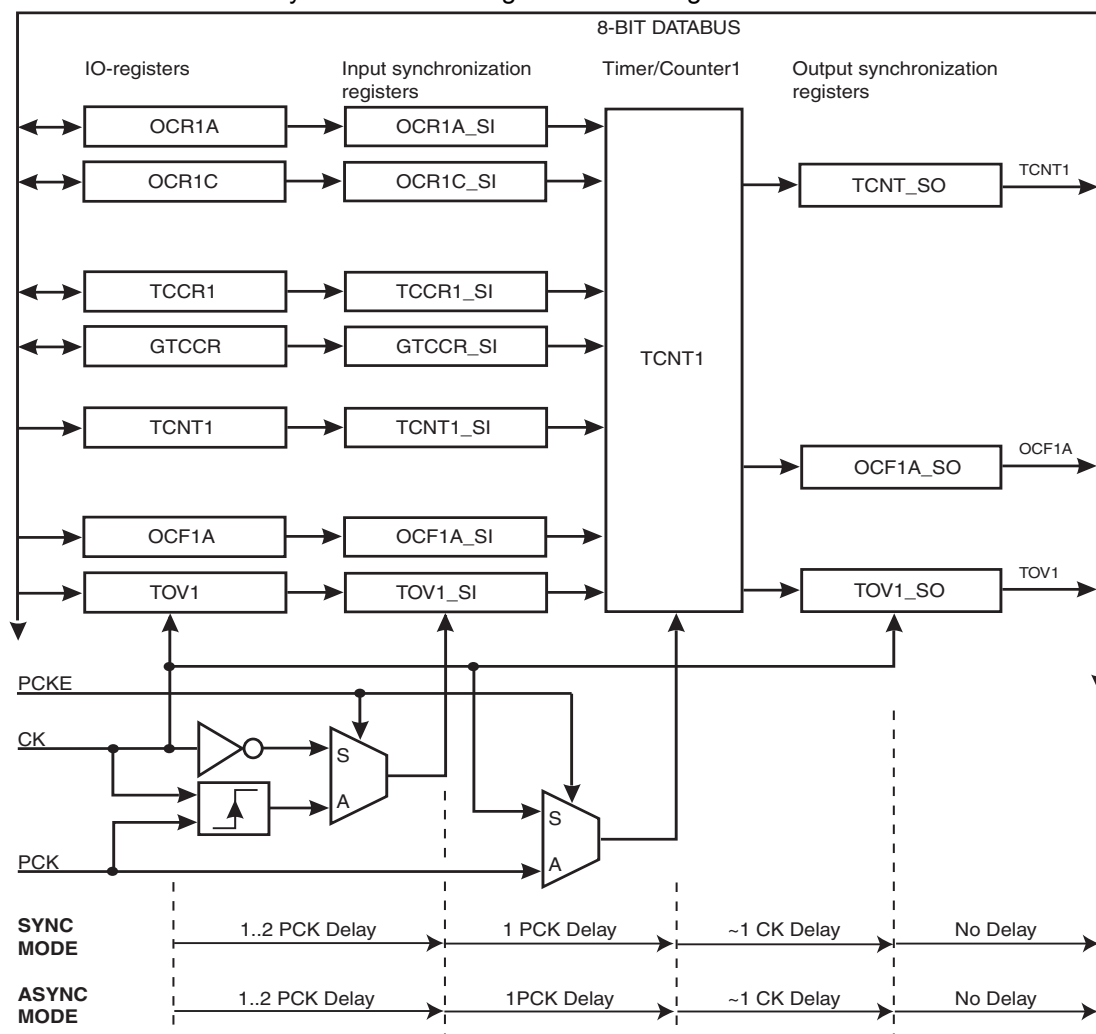 8-BIT DATABUS
IO-registers
Input synchronization
registers
Timer/Counter1
Output synchronization
registers
OCR1A
OCR1A_SI
OCR1C
OCR1C_SI
TCNT_SO
TCNT1
TCCR1
TCCR1_SI
GTCCR
GTCCR_SI
TCNT1
TCNT1
TCNT1_SI
OCF1A_SO
OCF1A
OCF1A
OCF1A_SI
TOV1
TOV1_SI
TOV1_SO
TOV1
PCKE
CK
S
A
S
A
PCK
SYNC
MODE
1..2 PCK Delay
1 PCK Delay
~1 CK Delay
No Delay
ASYNC
MODE
1..2 PCK Delay
1PCK Delay
~1 CK Delay
No Delay